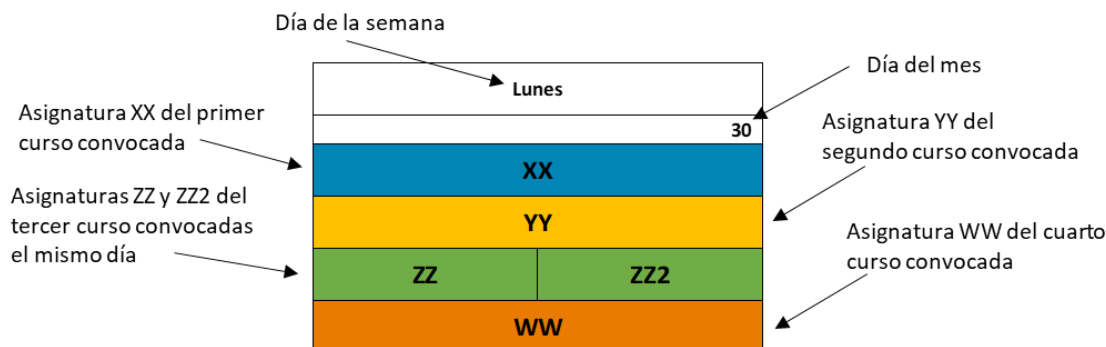 Día de la semana
Lunes
Día del mes
30
Asignatura XX del primer
curso convocada
XX
Asignatura YY del
segundo curso convocada
YY
Asignaturas ZZ y ZZ2 del
tercer curso convocadas
el mismo día
ZZ
ZZ2
Asignatura WW del cuarto
curso convocada
WW